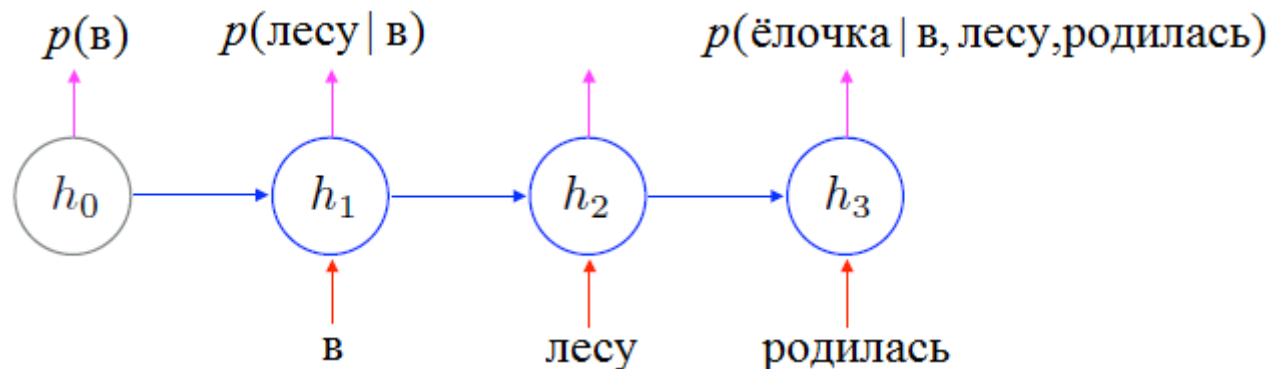 p(в) p(лесу | в) p(ёлочка | в, лесу,родилась)
h₀ h₁ h₂ h₃
в лесу родилась